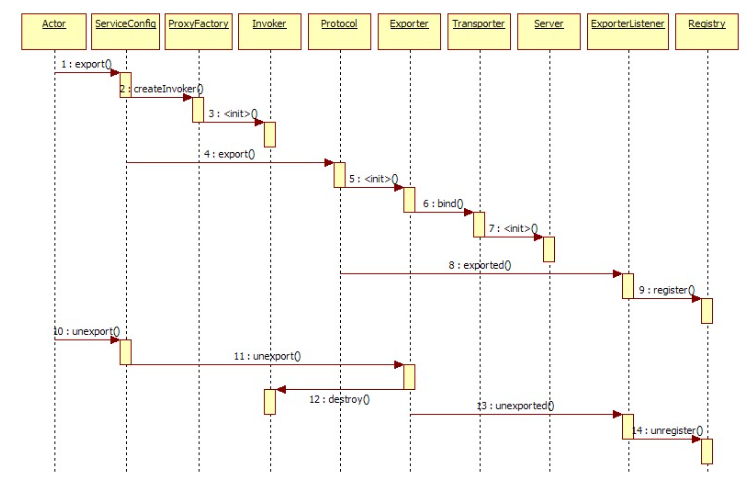 Actor
ServiceConfig
ProxyFactory
Invoker
Protocol
Exporter
Transporter
Server
ExporterListener
Registry
1 : export()
2 : createInvoker()
3 : <init>()
4 : export()
5 : <init>()
6 : bind()
7 : <init>()
8 : exported()
9 : register()
10 : unexport()
11 : unexport()
12 : destroy()
13 : unexported()
14 : unregister()